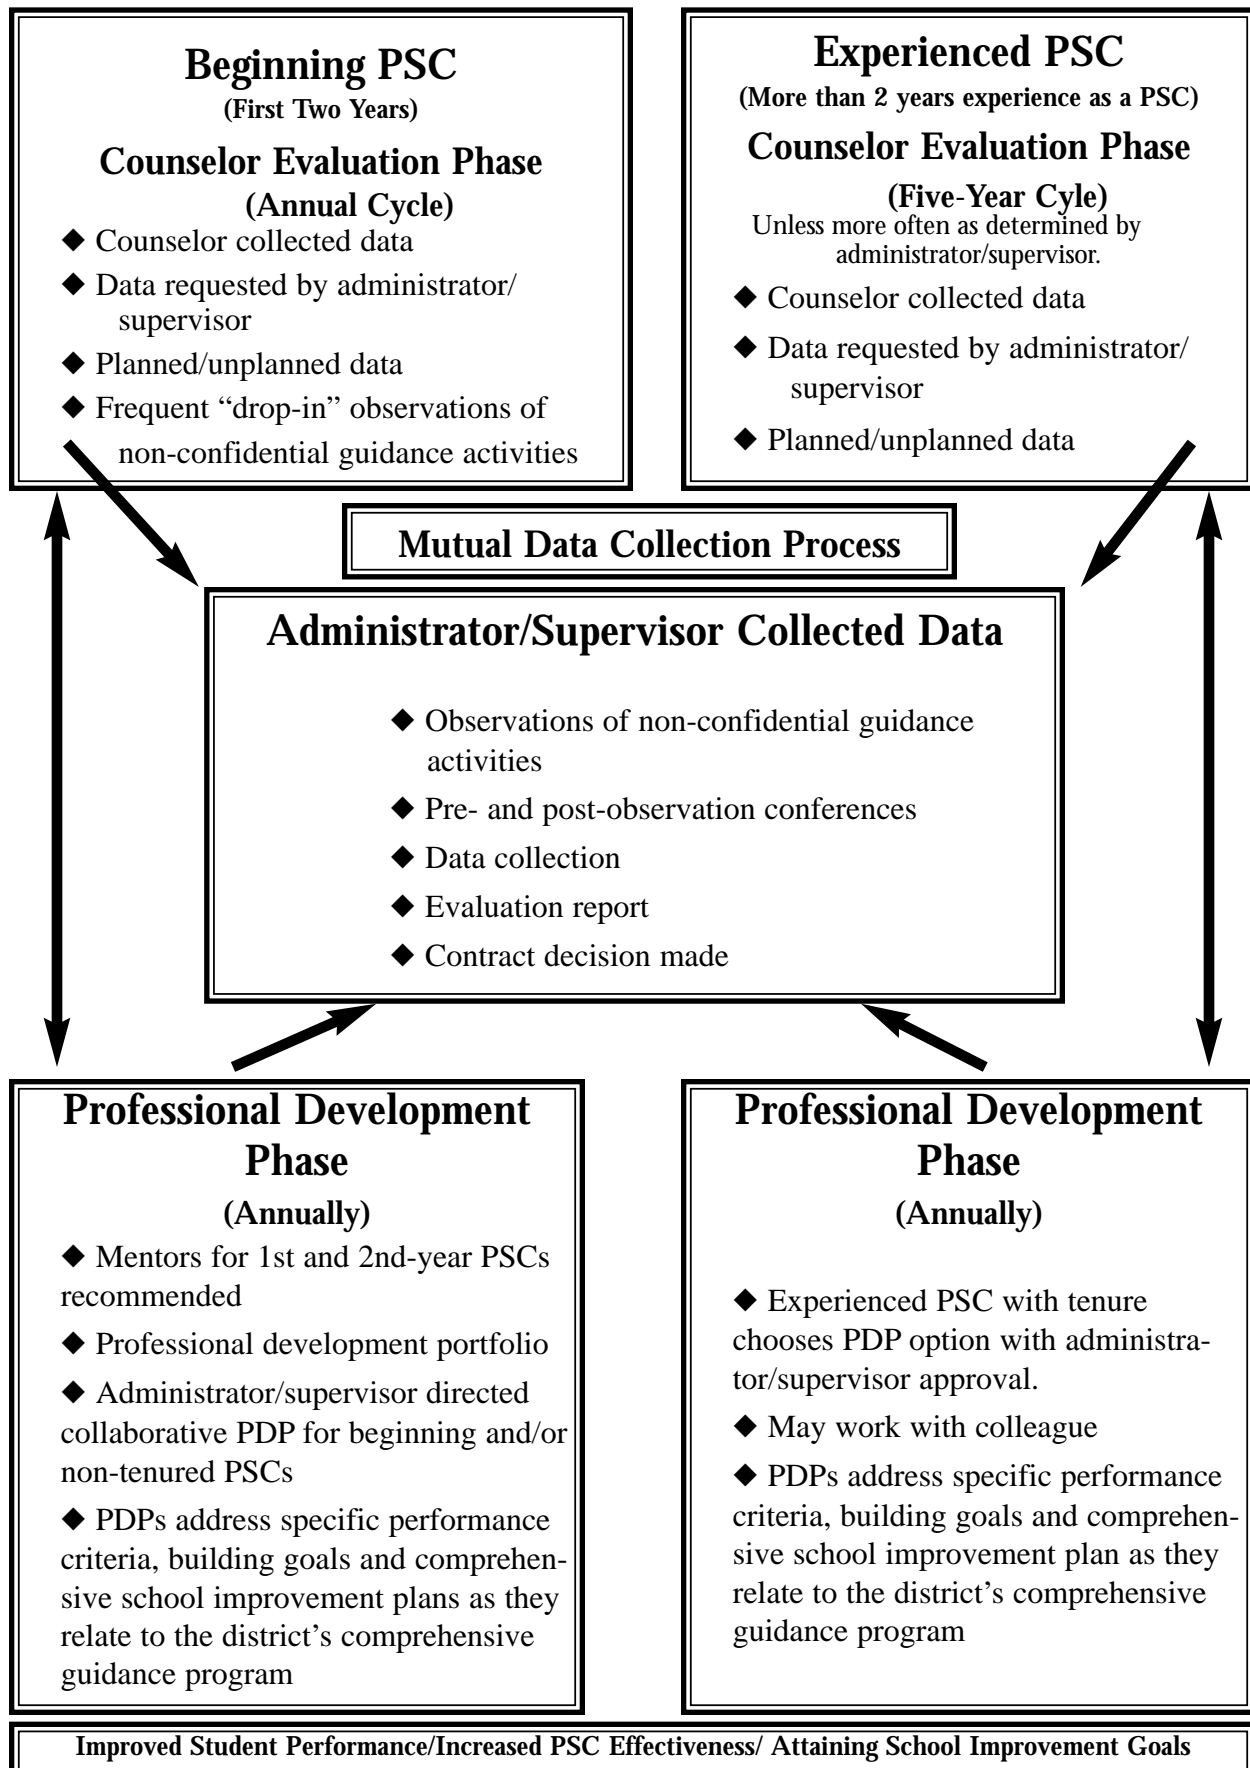 Beginning PSC
(First Two Years)
Counselor Evaluation Phase
(Annual Cycle)
◆ Counselor collected data
◆ Data requested by administrator/
supervisor
◆ Planned/unplanned data
◆ Frequent “drop-in” observations of
non-confidential guidance activities
Experienced PSC
(More than 2 years experience as a PSC)
Counselor Evaluation Phase
(Five-Year Cyle)
Unless more often as determined by
administrator/supervisor.
◆ Counselor collected data
◆ Data requested by administrator/
supervisor
◆ Planned/unplanned data
Mutual Data Collection Process
Administrator/Supervisor Collected Data
◆ Observations of non-confidential guidance
activities
◆ Pre- and post-observation conferences
◆ Data collection
◆ Evaluation report
◆ Contract decision made
Professional Development
Phase
(Annually)
◆ Mentors for 1st and 2nd-year PSCs
recommended
◆ Professional development portfolio
◆ Administrator/supervisor directed
collaborative PDP for beginning and/or
non-tenured PSCs
◆ PDPs address specific performance
criteria, building goals and comprehen-
sive school improvement plans as they
relate to the district’s comprehensive
guidance program
Professional Development
Phase
(Annually)
◆ Experienced PSC with tenure
chooses PDP option with administra-
tor/supervisor approval.
◆ May work with colleague
◆ PDPs address specific performance
criteria, building goals and comprehen-
sive school improvement plan as they
relate to the district’s comprehensive
guidance program
Improved Student Performance/Increased PSC Effectiveness/ Attaining School Improvement Goals